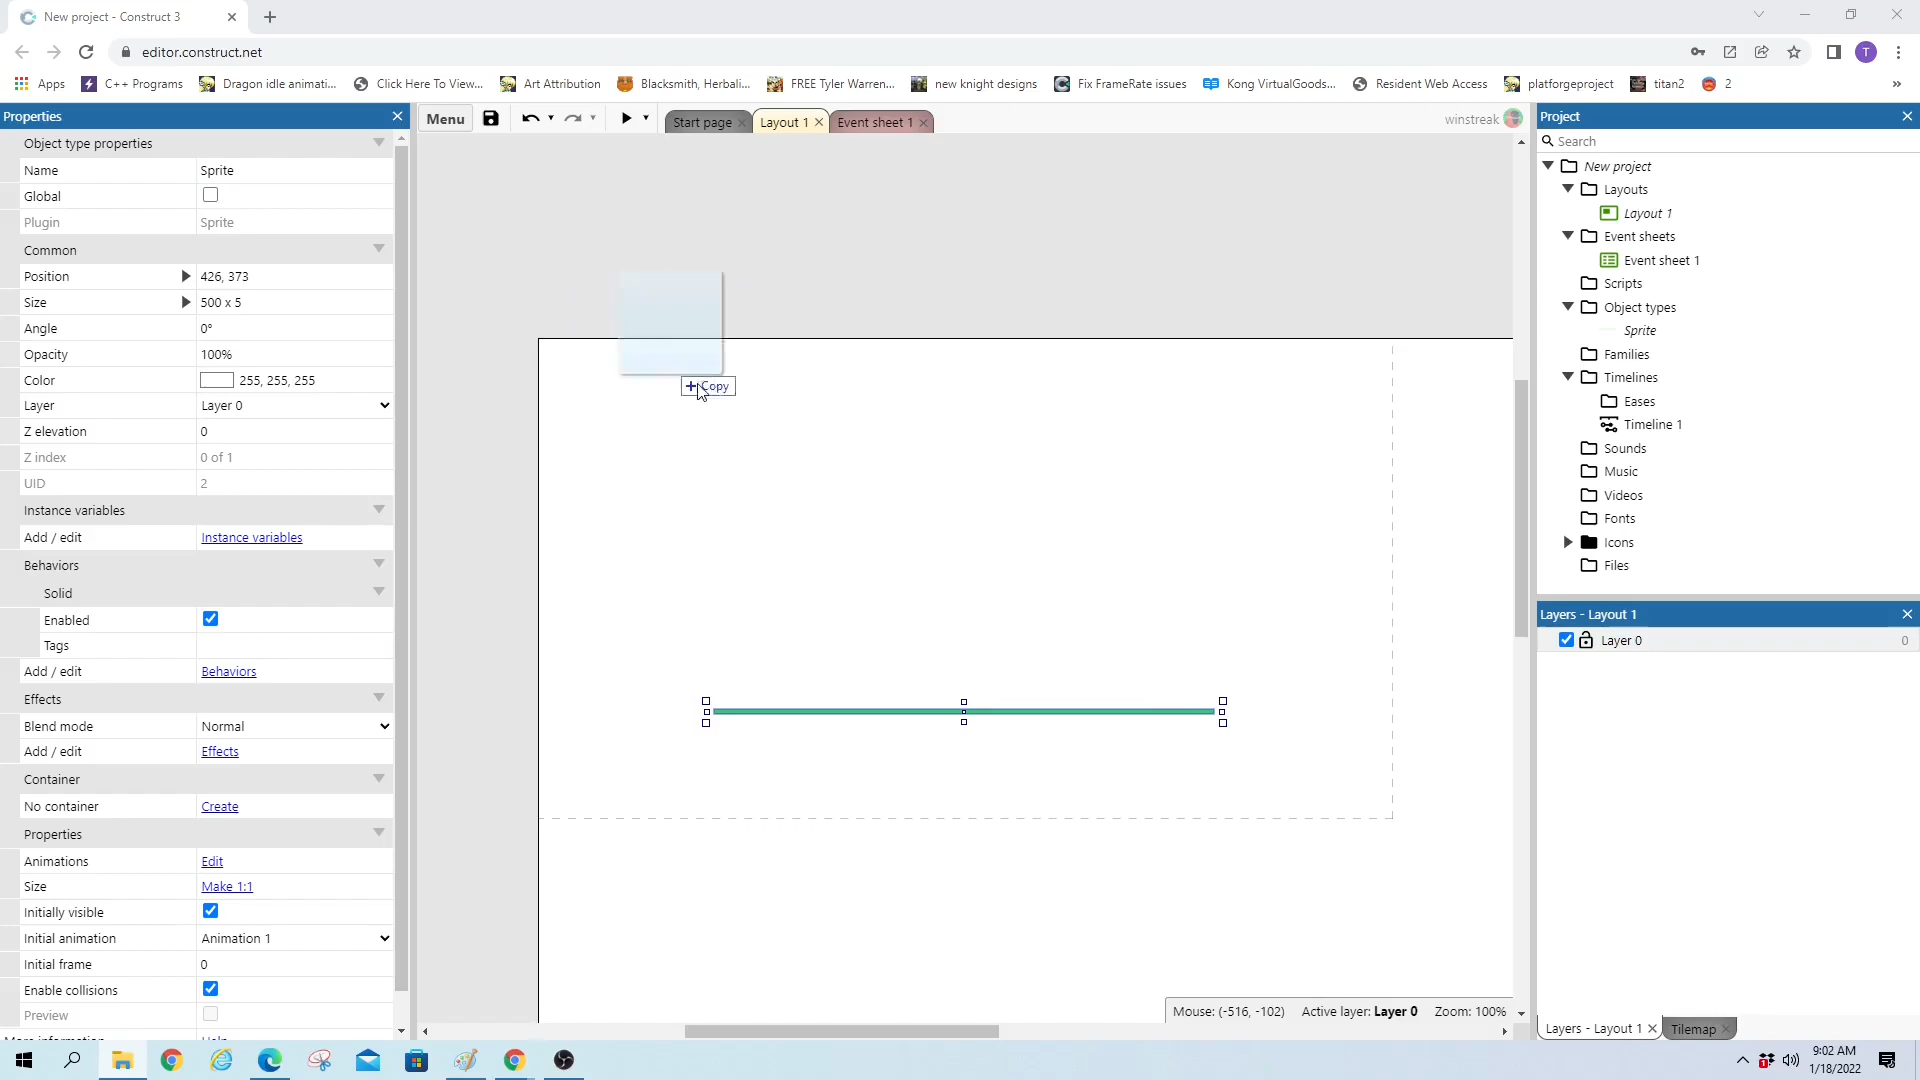 New project - Construct 3
editor.construct.net
T
Apps
C++ Programs
Dragon idle animati...
Click Here To View...
Art Attribution
Blacksmith, Herbali...
FREE Tyler Warren...
new knight designs
Fix FrameRate issues
Kong VirtualGoods...
Resident Web Access
platforgeproject
titan2
2
»
Properties
Menu
Start page
Layout 1
Event sheet 1
winstreak
Project
Search
Object type properties
Name Sprite
Global
Plugin Sprite
Common
Position 426, 373
Size 500 x 5
Angle 0°
Opacity 100%
Color 255, 255, 255
Layer Layer 0
Z elevation 0
Z index 0 of 1
UID 2
Instance variables
Add / edit Instance variables
Behaviors
Solid
Enabled
Tags
Add / edit Behaviors
Effects
Blend mode Normal
Add / edit Effects
Container
No container Create
Properties
Animations Edit
Size Make 1:1
Initially visible
Initial animation Animation 1
Initial frame 0
Enable collisions
Preview
Copy
Mouse: (-516, -102) Active layer: Layer 0 Zoom: 100%
New project
Layouts
Layout 1
Event sheets
Event sheet 1
Scripts
Object types
Sprite
Families
Timelines
Eases
Timeline 1
Sounds
Music
Videos
Fonts
Icons
Files
Layers - Layout 1
Layer 0 0
Layers - Layout 1
Tilemap
9:02 AM
1/18/2022